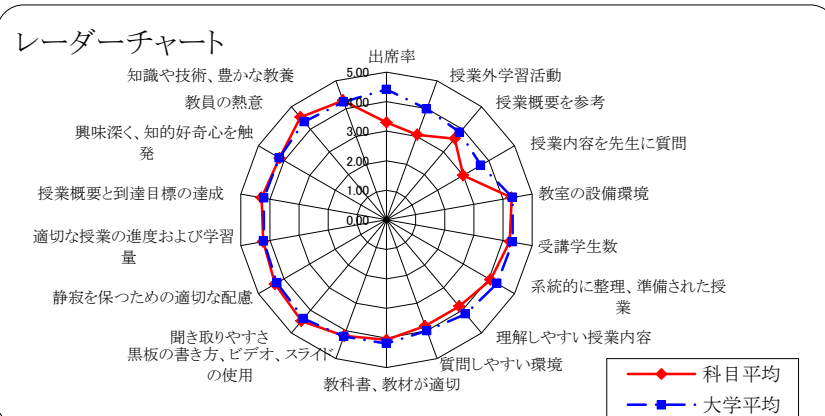 レーダーチャート
出席率
授業外学習活動
授業概要を参考
授業内容を先生に質問
教室の設備環境
受講学生数
系統的に整理、準備された授
業
理解しやすい授業内容
質問しやすい環境
教科書、教材が適切
黒板の書き方、ビデオ、スライド
の使用
聞き取りやすさ
静寂を保つための適切な配慮
適切な授業の進度および学習
量
授業概要と到達目標の達成
興味深く、知的好奇心を触
発
教員の熱意
知識や技術、豊かな教養
5.00
4.00
3.00
2.00
1.00
0.00
科目平均
大学平均